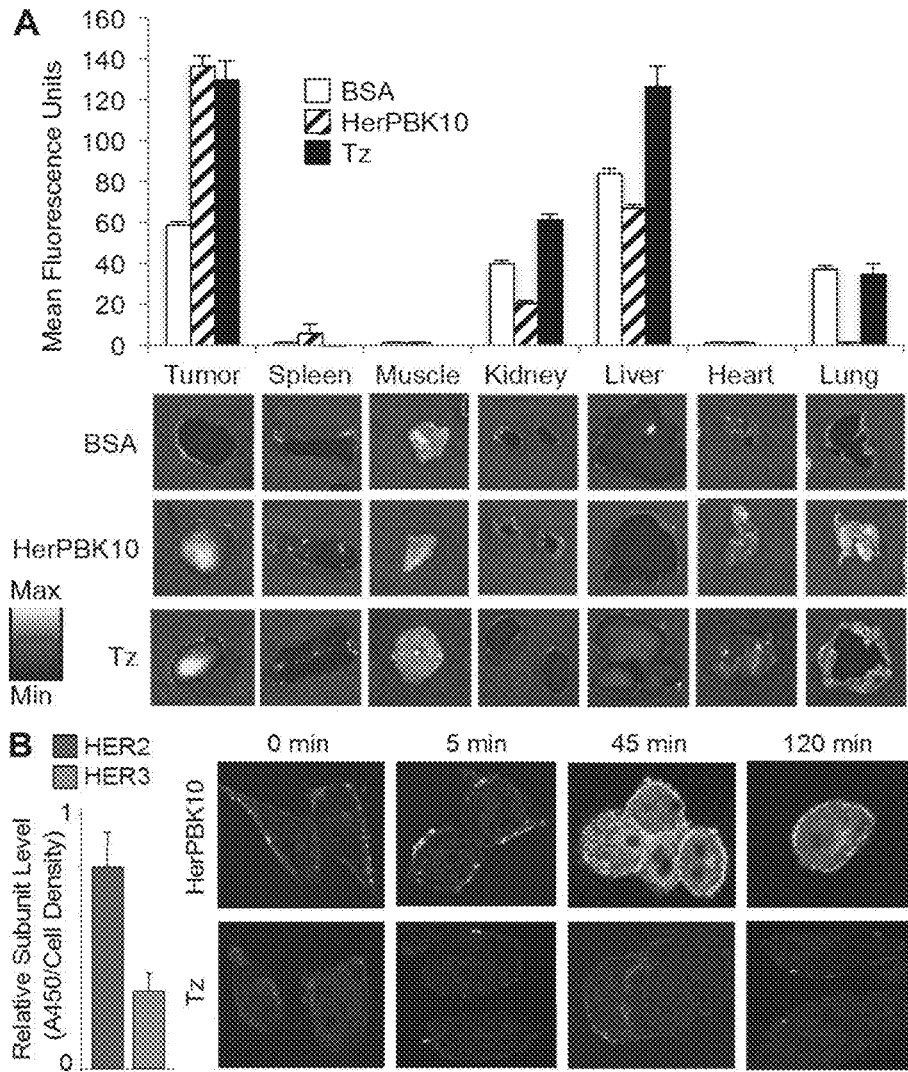 A
160
140
120
100
80
60
40
20
0
Mean Fluorescence Units
BSA
HerPBK10
Tz
Tumor Spleen Muscle Kidney Liver Heart Lung
BSA
HerPBK10
Max
Tz
Min
B
HER2
HER3
0 min 5 min 45 min 120 min
1
0
Relative Subunit Level
(A450/Cell Density)
HerPBK10
Tz